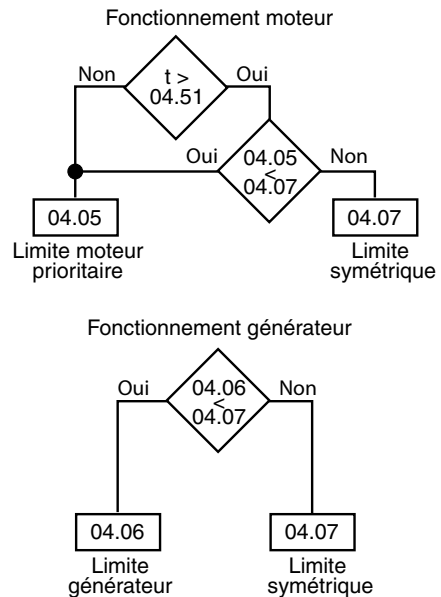 Fonctionnement moteur
Non
t >
04.51
Oui
Oui
04.05
<
04.07
Non
04.05
Limite moteur
prioritaire
04.07
Limite
symétrique
Fonctionnement générateur
Oui
04.06
<
04.07
Non
04.06
Limite
générateur
04.07
Limite
symétrique